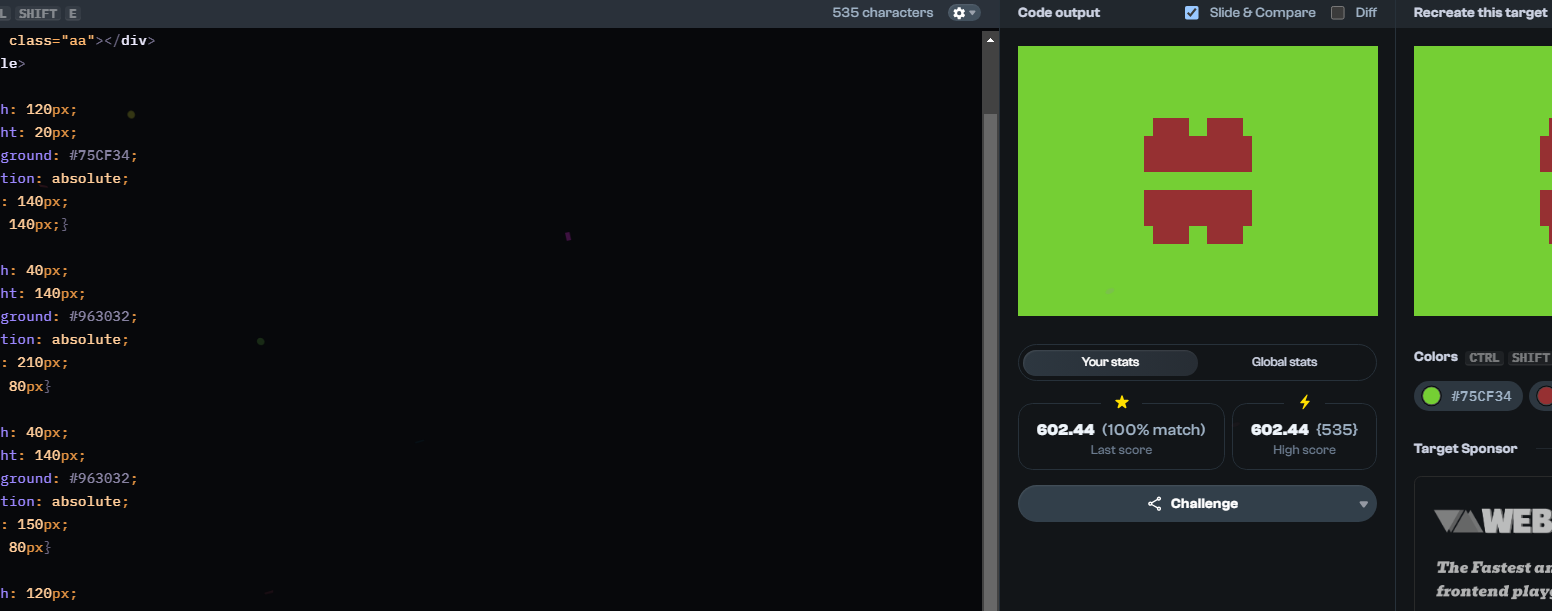 L SHIFT E
535 characters
class="aa"></div>
le>
h: 120px;
ht: 20px;
ground: #75CF34;
tion: absolute;
: 140px;
140px;}
h: 40px;
ht: 140px;
ground: #963032;
tion: absolute;
: 210px;
80px}
h: 40px;
ht: 140px;
ground: #963032;
tion: absolute;
: 150px;
80px}
h: 120px;
Code output
Slide & Compare
Diff
Your stats
Global stats
602.44 (100% match)
Last score
602.44 {535}
High score
Challenge
Recreate this target
Colors CTRL SHIFT
#75CF34
Target Sponsor
WEB
The Fastest an
frontend playg